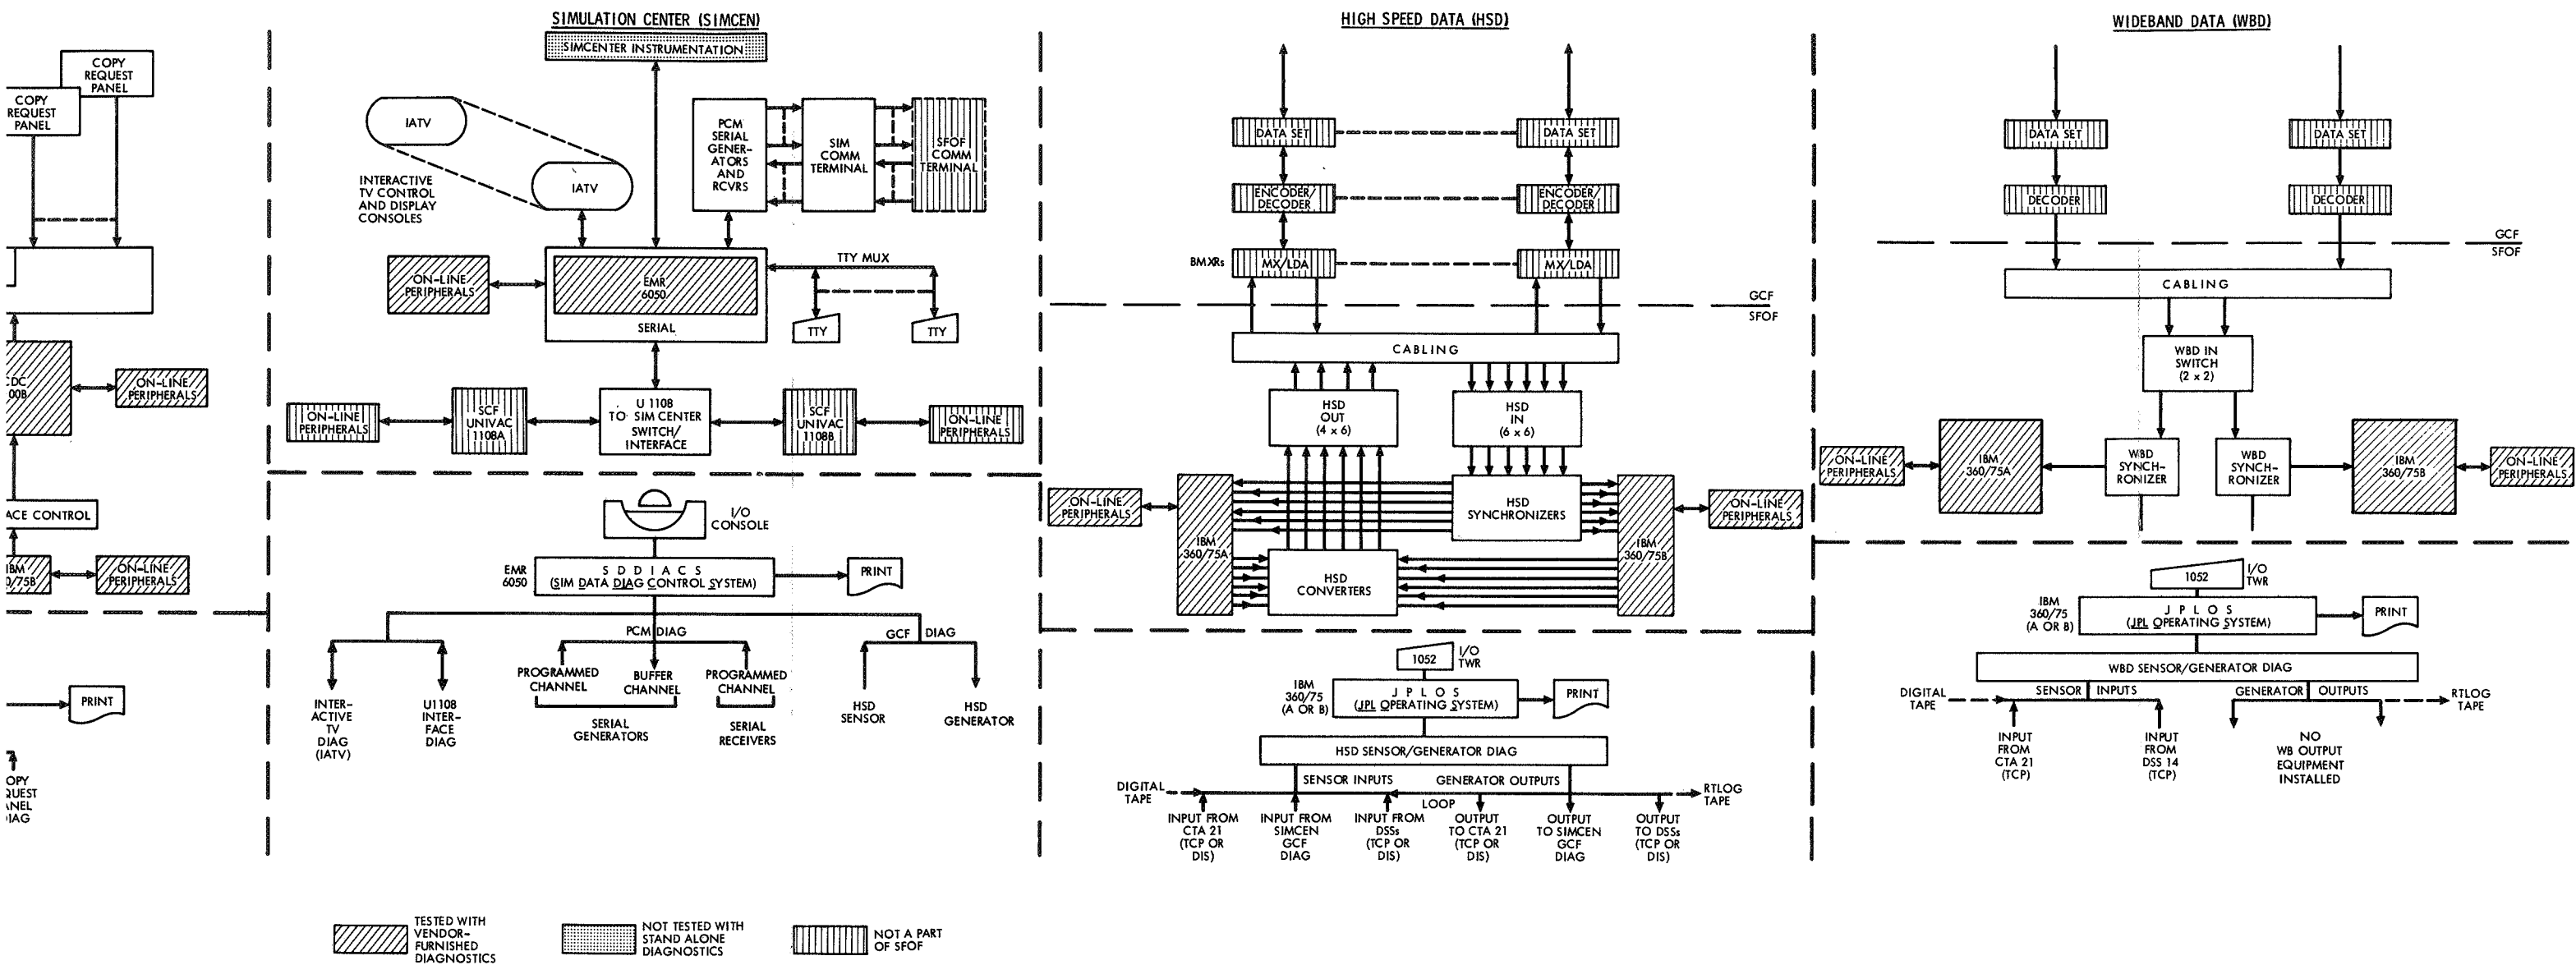 COPY
REQUEST
PANEL
COPY
REQUEST
PANEL
CDC
00B
ON-LINE
PERIPHERALS
ACE CONTROL
IBM
0/75B
ON-LINE
PERIPHERALS
PRINT
OPY
QUEST
ANEL
IAG
SIMULATION CENTER (SIMCEN)
SIMCENTER INSTRUMENTATION
IATV
IATV
INTERACTIVE
TV CONTROL
AND DISPLAY
CONSOLES
PCM
SERIAL
GENER-
ATORS
AND
RCVRS
SIM
COMM
TERMINAL
SFOF
COMM
TERMINAL
ON-LINE
PERIPHERALS
EMR
6050
SERIAL
TTY MUX
TTY
TTY
ON-LINE
PERIPHERALS
SCF
UNIVAC
1108A
U 1108
TO SIM CENTER
SWITCH/
INTERFACE
SCF
UNIVAC
1108B
ON-LINE
PERIPHERALS
I/O
CONSOLE
EMR
6050
S D D I A C S
(SIM DATA DIAG CONTROL SYSTEM)
PRINT
PCM DIAG
GCF DIAG
INTER-
ACTIVE
TV
DIAG
(IATV)
U1108
INTER-
FACE
DIAG
PROGRAMMED
CHANNEL
BUFFER
CHANNEL
PROGRAMMED
CHANNEL
SERIAL
GENERATORS
SERIAL
RECEIVERS
HSD
SENSOR
HSD
GENERATOR
HIGH SPEED DATA (HSD)
DATA SET
DATA SET
ENCODER/
DECODER
ENCODER/
DECODER
BMXRs
MX/LDA
MX/LDA
GCF
SFOF
CABLING
HSD
OUT
(4 x 6)
HSD
IN
(6 x 6)
ON-LINE
PERIPHERALS
IBM
360/75A
HSD
SYNCHRONIZERS
HSD
CONVERTERS
IBM
360/75B
ON-LINE
PERIPHERALS
1052
I/O
TWR
IBM
360/75
(A OR B)
J P L O S
(JPL OPERATING SYSTEM)
PRINT
HSD SENSOR/GENERATOR DIAG
SENSOR INPUTS
GENERATOR OUTPUTS
DIGITAL
TAPE
LOOP
RTLOG
TAPE
INPUT FROM
CTA 21
(TCP OR
DIS)
INPUT FROM
SIMCEN
GCF
DIAG
INPUT FROM
DSSs
(TCP OR
DIS)
OUTPUT
TO CTA 21
(TCP OR
DIS)
OUTPUT
TO SIMCEN
GCF
DIAG
OUTPUT
TO DSSs
(TCP OR
DIS)
WIDEBAND DATA (WBD)
DATA SET
DATA SET
DECODER
DECODER
GCF
SFOF
CABLING
WBD IN
SWITCH
(2 x 2)
ON-LINE
PERIPHERALS
IBM
360/75A
WBD
SYNCH-
RONIZER
WBD
SYNCH-
RONIZER
IBM
360/75B
ON-LINE
PERIPHERALS
1052
I/O
TWR
IBM
360/75
(A OR B)
J P L O S
(JPL OPERATING SYSTEM)
PRINT
WBD SENSOR/GENERATOR DIAG
DIGITAL
TAPE
SENSOR INPUTS
GENERATOR OUTPUTS
RTLOG
TAPE
INPUT
FROM
CTA 21
(TCP)
INPUT
FROM
DSS 14
(TCP)
NO
WB OUTPUT
EQUIPMENT
INSTALLED
TESTED WITH
VENDOR-
FURNISHED
DIAGNOSTICS
NOT TESTED WITH
STAND ALONE
DIAGNOSTICS
NOT A PART
OF SFOF